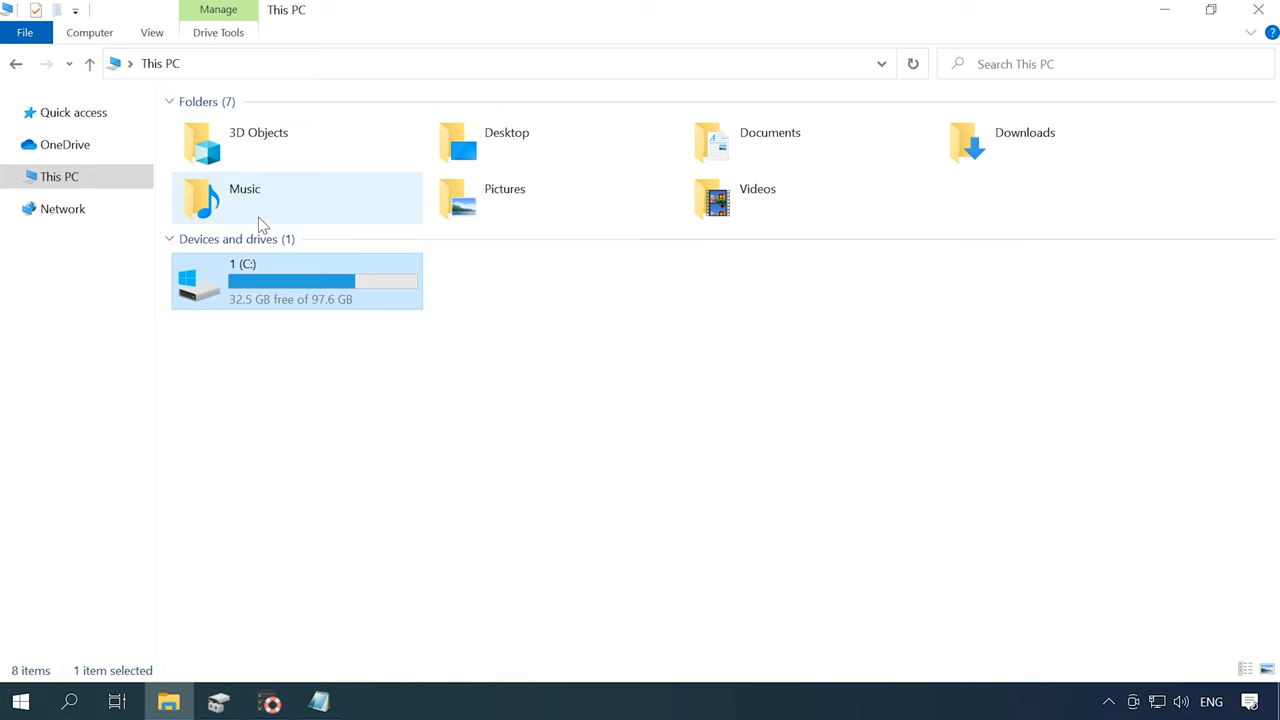 Manage
This PC
File
Computer
View
Drive Tools
This PC
Search This PC
Quick access
OneDrive
This PC
Network
Folders (7)
3D Objects
Desktop
Documents
Downloads
Music
Pictures
Videos
Devices and drives (1)
1 (C:)
32.5 GB free of 97.6 GB
8 items
1 item selected
ENG